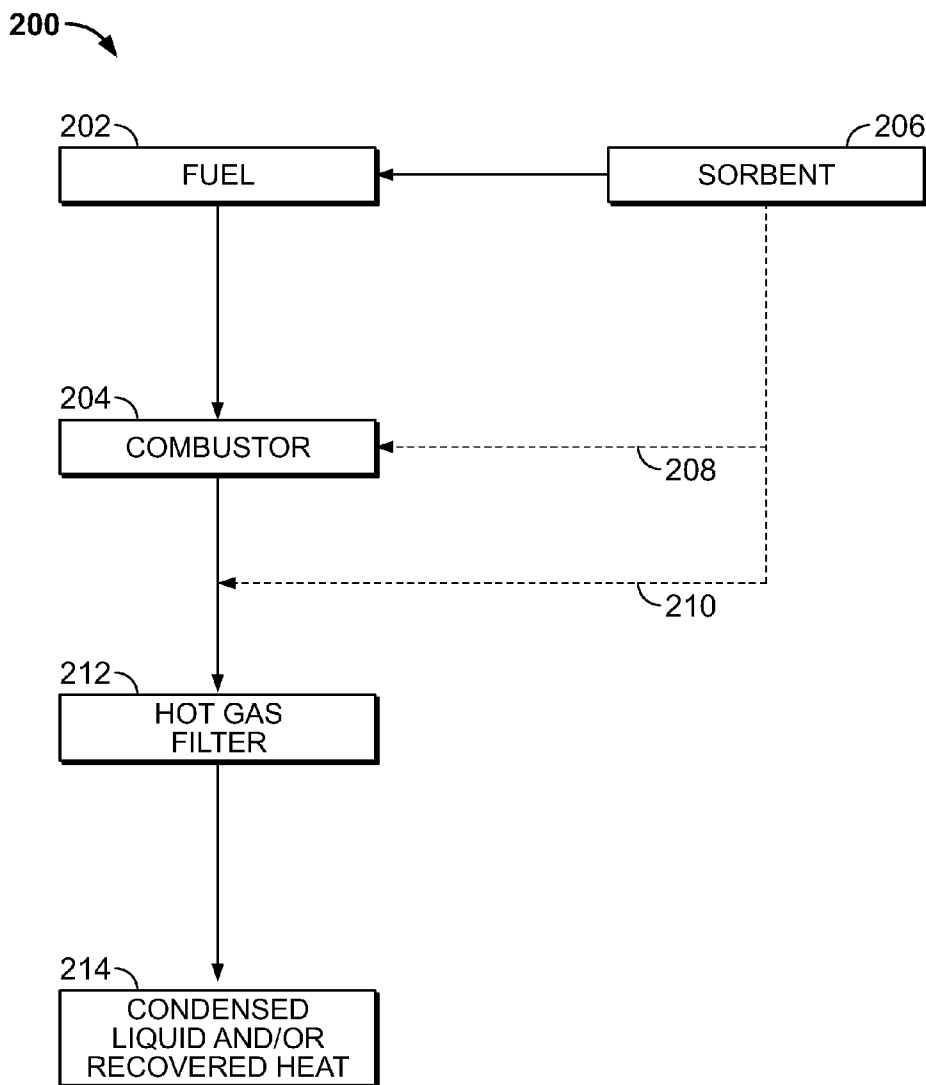 200
202
206
FUEL
SORBENT
204
COMBUSTOR
208
210
212
HOT GAS
FILTER
214
CONDENSED
LIQUID AND/OR
RECOVERED HEAT